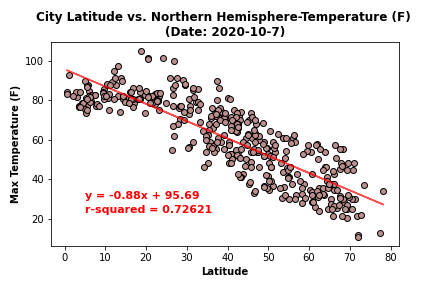 City Latitude vs. Northern Hemisphere-Temperature (F)
(Date: 2020-10-7)
Max Temperature (F)
100
80
60
40
20
y = -0.88x + 95.69
r-squared = 0.72621
0 10 20 30 40 50 60 70 80
Latitude